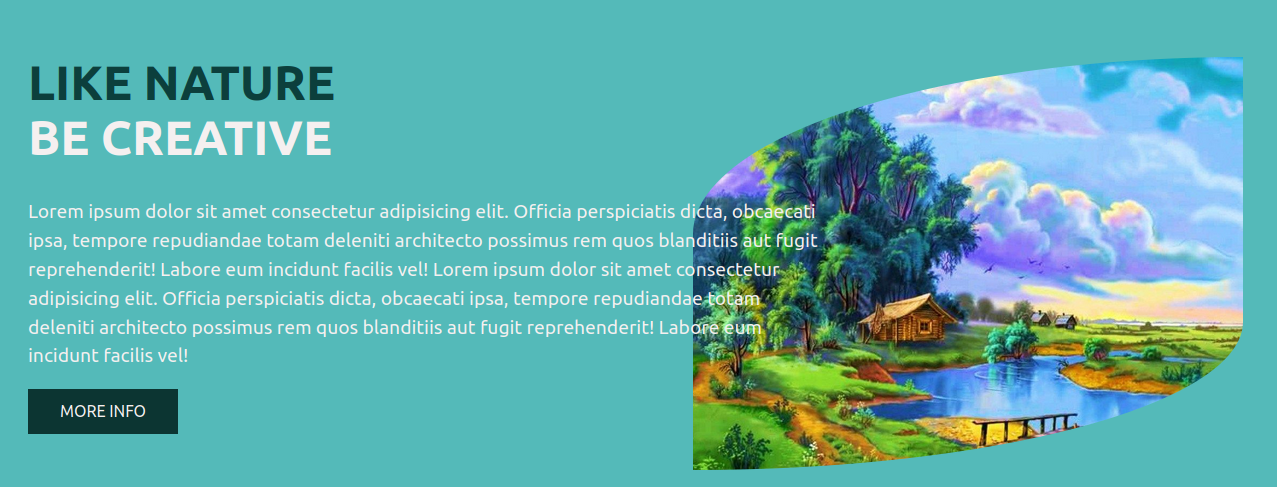 LIKE NATURE
BE CREATIVE
Lorem ipsum dolor sit amet consectetur adipisicing elit. Officia perspiciatis dicta, obcaecati
ipsa, tempore repudiandae totam deleniti architecto possimus rem quos blanditiis aut fugit
reprehenderit! Labore eum incidunt facilis vel! Lorem ipsum dolor sit amet consectetur
adipisicing elit. Officia perspiciatis dicta, obcaecati ipsa, tempore repudiandae totam
deleniti architecto possimus rem quos blanditiis aut fugit reprehenderit! Labore eum
incidunt facilis vel!
MORE INFO